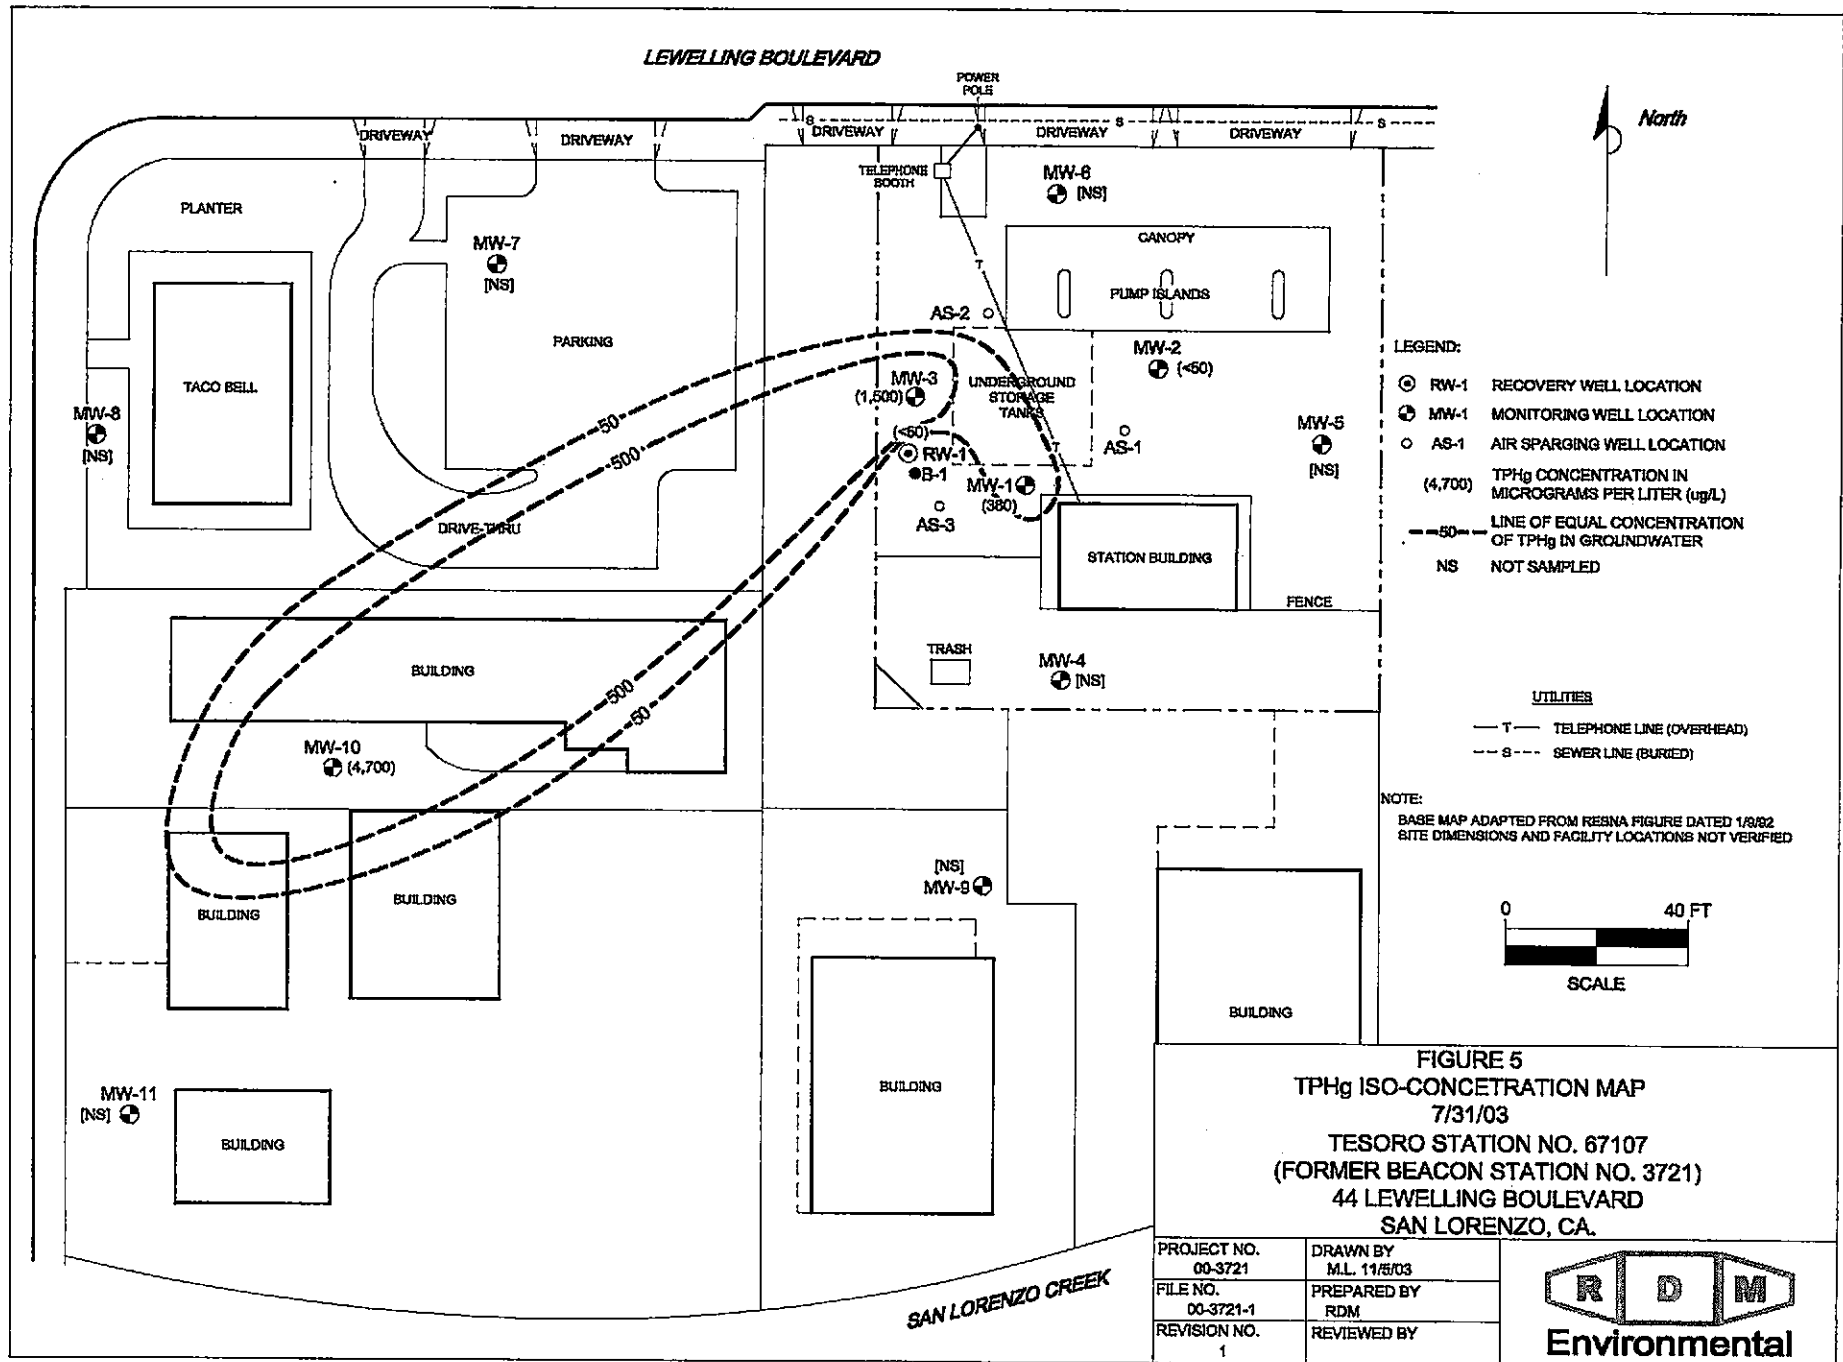 LEWELLING BOULEVARD
POWER
POLE
North
S
S
S
DRIVEWAY
DRIVEWAY
DRIVEWAY
DRIVEWAY
DRIVEWAY
TELEPHONE
BOOTH
MW-6
[NS]
PLANTER
MW-7
[NS]
CANOPY
T
PUMP ISLANDS
AS-2
PARKING
TACO BELL
MW-8
[NS]
MW-3
(1,500)
UNDERGROUND
STORAGE
TANKS
MW-2
(<50)
50
500
(<50)
RW-1
B-1
AS-1
T
MW-5
[NS]
MW-1
(380)
AS-3
DRIVE-THRU
STATION BUILDING
FENCE
LEGEND:
RW-1 RECOVERY WELL LOCATION
MW-1 MONITORING WELL LOCATION
AS-1 AIR SPARGING WELL LOCATION
(4,700) TPHg CONCENTRATION IN
MICROGRAMS PER LITER (ug/L)
50 LINE OF EQUAL CONCENTRATION
OF TPHg IN GROUNDWATER
NS NOT SAMPLED
BUILDING
TRASH
MW-4
[NS]
500
50
MW-10
(4,700)
UTILITIES
T TELEPHONE LINE (OVERHEAD)
S SEWER LINE (BURIED)
NOTE:
BASE MAP ADAPTED FROM RESNA FIGURE DATED 1/9/92
SITE DIMENSIONS AND FACILITY LOCATIONS NOT VERIFIED
BUILDING
BUILDING
[NS]
MW-9
0 40 FT
SCALE
BUILDING
BUILDING
MW-11
[NS]
BUILDING
SAN LORENZO CREEK
FIGURE 5
TPHg ISO-CONCETRATION MAP
7/31/03
TESORO STATION NO. 67107
(FORMER BEACON STATION NO. 3721)
44 LEWELLING BOULEVARD
SAN LORENZO, CA.
PROJECT NO.
00-3721
DRAWN BY
M.L. 11/5/03
FILE NO.
00-3721-1
PREPARED BY
RDM
REVISION NO.
1
REVIEWED BY
R D M
Environmental